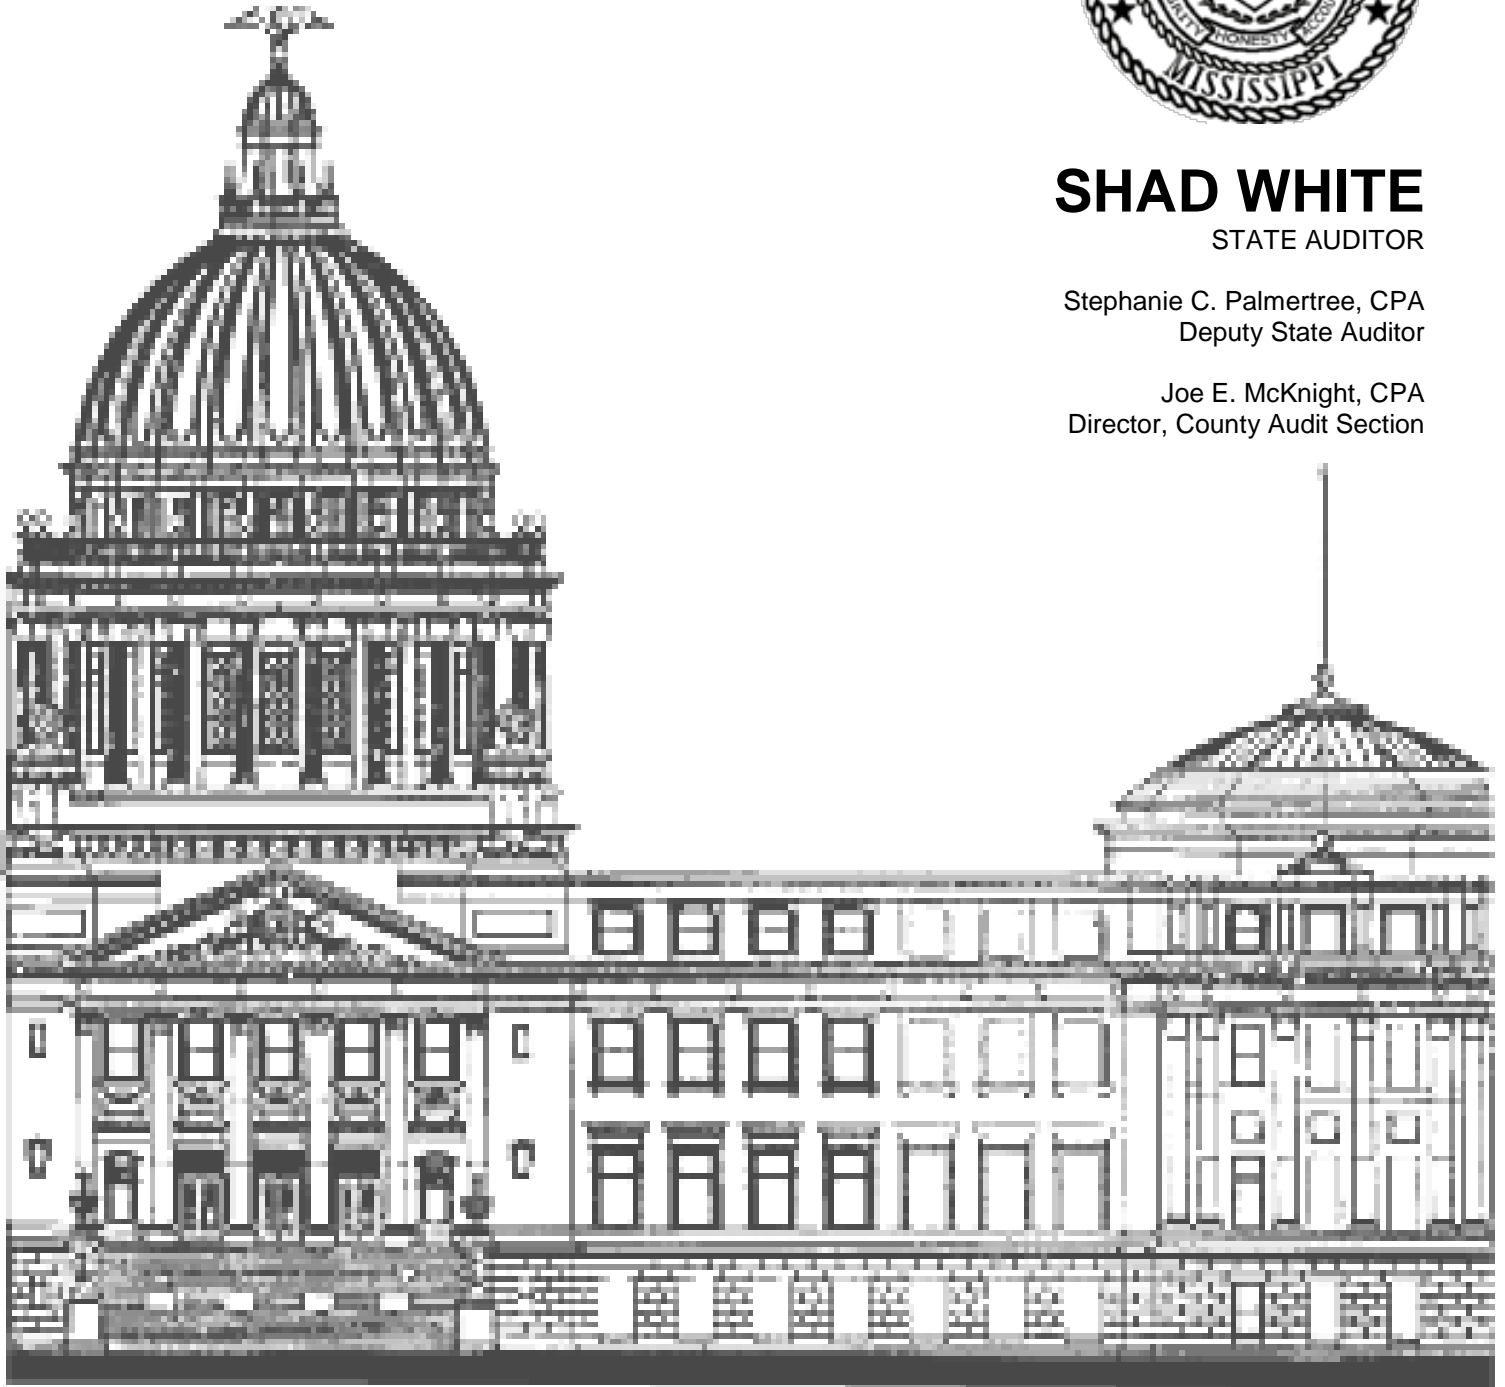 HONESTY
MISSISSIPPI
SHAD WHITE
STATE AUDITOR
Stephanie C. Palmertree, CPA
Deputy State Auditor
Joe E. McKnight, CPA
Director, County Audit Section